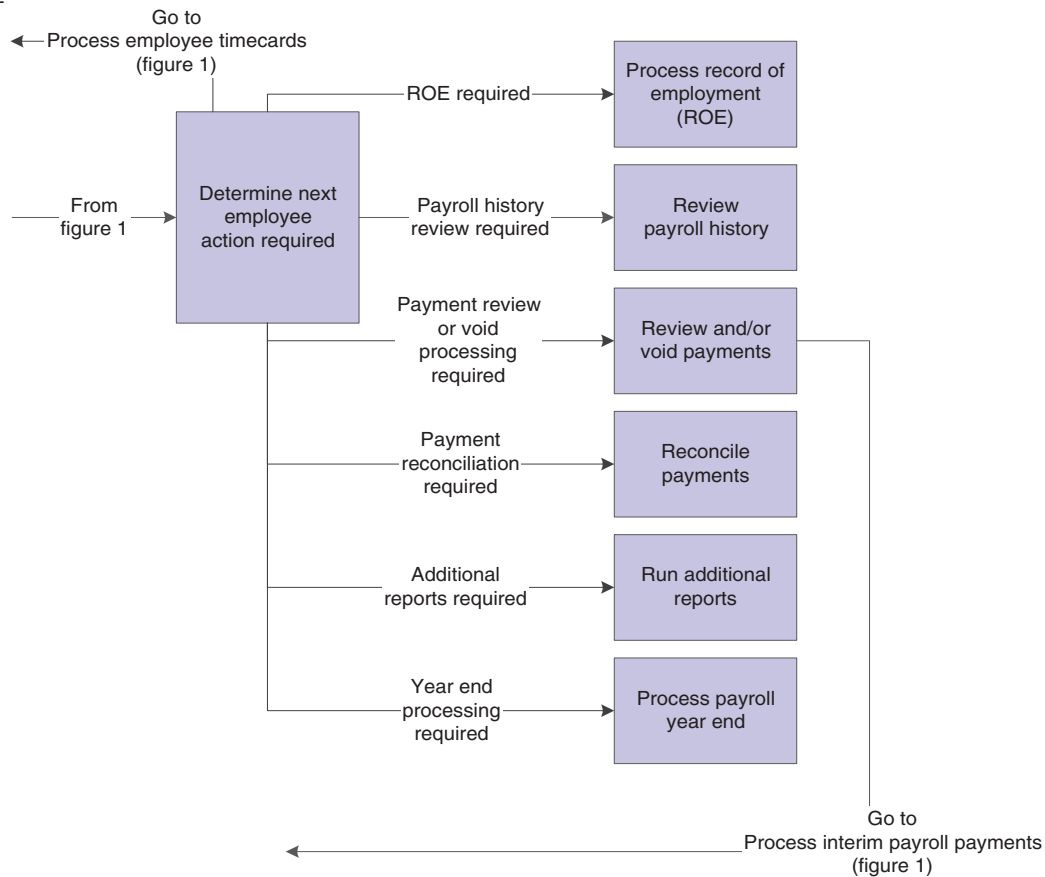 Go to
Process employee timecards
(figure 1)
ROE required
Process record of
employment
(ROE)
From
figure 1
Determine next
employee
action required
Payroll history
review required
Review
payroll history
Payment review
or void
processing
required
Review and/or
void payments
Payment
reconciliation
required
Reconcile
payments
Additional
reports required
Run additional
reports
Year end
processing
required
Process payroll
year end
Go to
Process interim payroll payments
(figure 1)